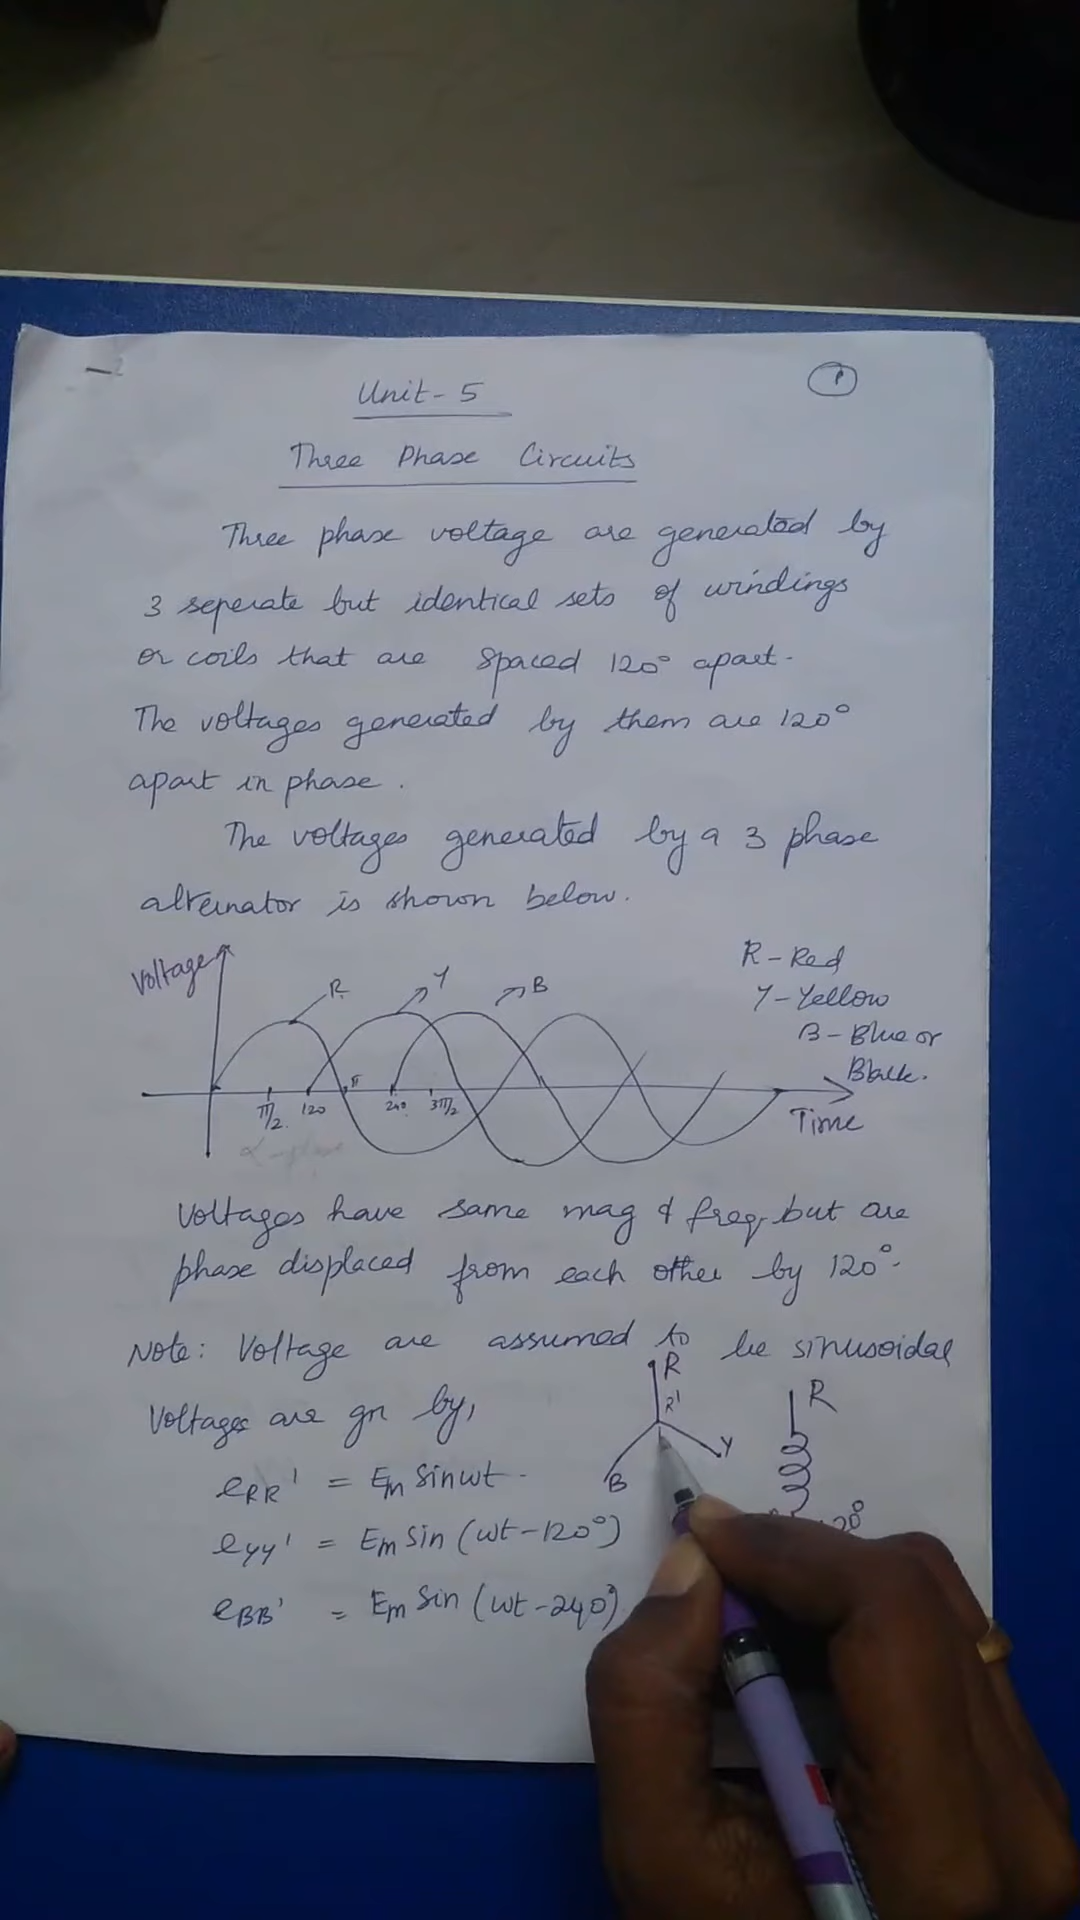 1
Unit-5
Three Phase Circuits
Three phase voltage are generated by
3 seperate but identical sets of windings
or coils that are spaced 120° apart.
The voltages generated by them are 120°
apart in phase.
The voltages generated by a 3 phase
alternator is shown below.
Voltage
R
Y
B
R-Red
Y-Yellow
B-Blue or
Black.
π/2
120
π
240
3π/2
Time
Voltages have same mag & freq, but are
phase displaced from each other by 120°.
Note: Voltage are assumed to be sinusoidal
Voltages are gn by,
R
R'
Y
B
R
eRR' = Em Sinωt.
eYY' = Em Sin (ωt-120°)
eBB' = Em Sin (ωt-240°)